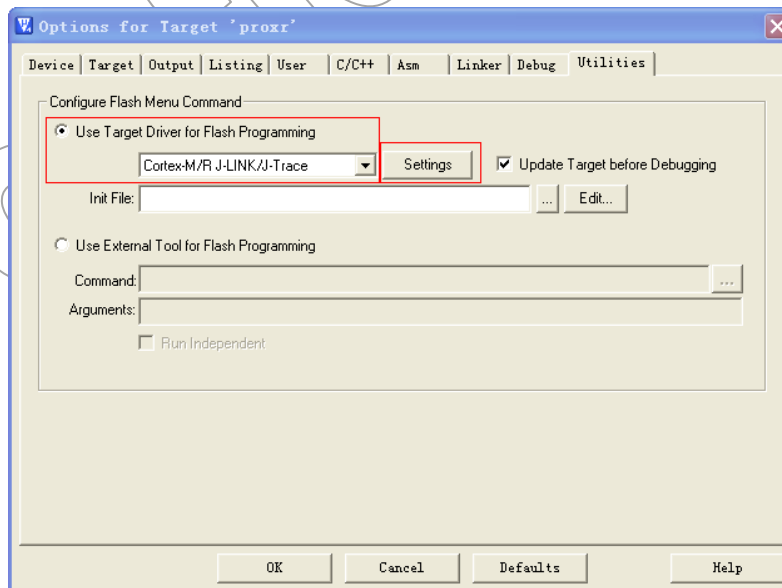 Options for Target 'proxr'
Device Target Output Listing User C/C++ Asm Linker Debug Utilities
Configure Flash Menu Command
Use Target Driver for Flash Programming
Cortex-M/R J-LINK/J-Trace Settings Update Target before Debugging
Init File: ... Edit...
Use External Tool for Flash Programming
Command: ...
Arguments:
Run Independent
OK Cancel Defaults Help